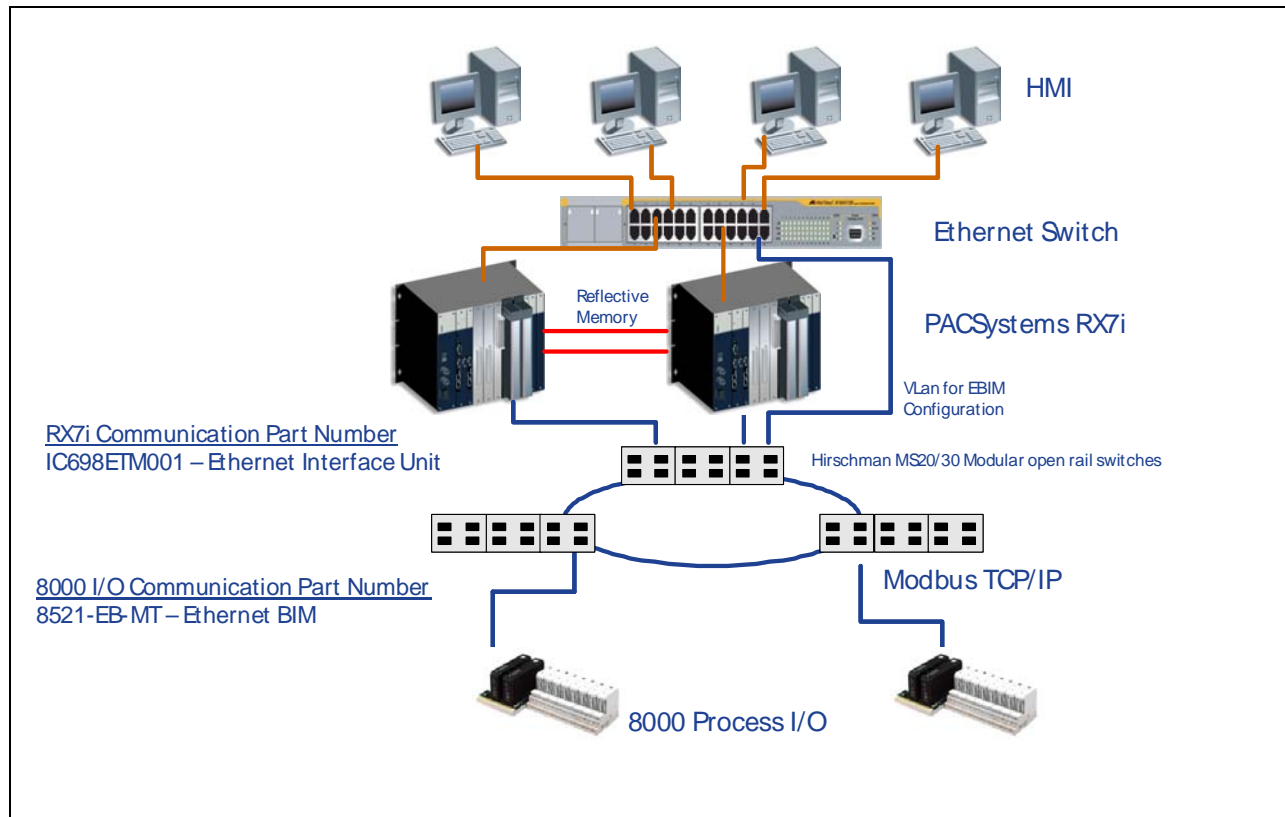 HMI
Ethernet Switch
Reflective
Memory
PACSystems RX7i
VLan for EBIM
Configuration
RX7i Communication Part Number
IC698ETM001 – Ethernet Interface Unit
Hirschman MS20/30 Modular open rail switches
8000 I/O Communication Part Number
8521-EB-MT – Ethernet BIM
Modbus TCP/IP
8000 Process I/O